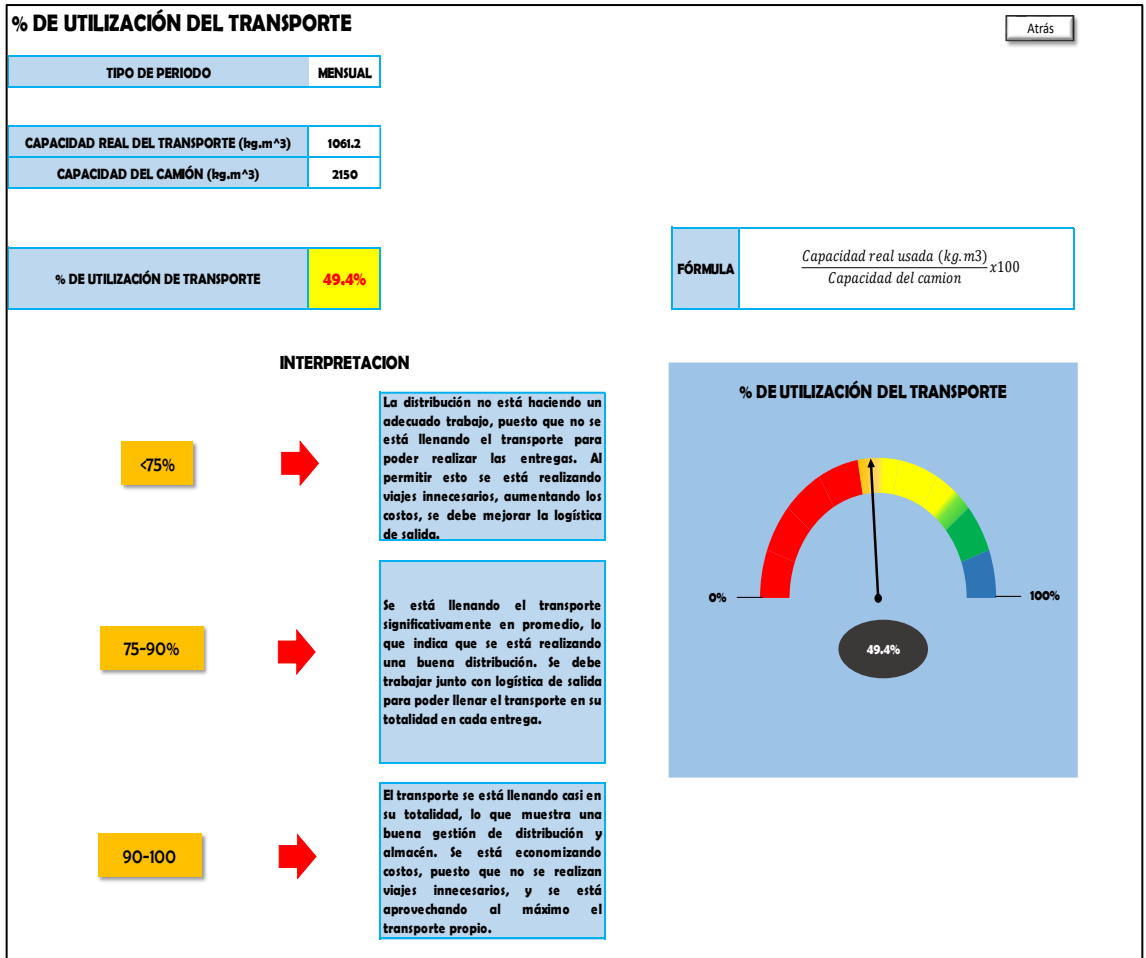 % DE UTILIZACIÓN DEL TRANSPORTE
Atrás
TIPO DE PERIODO MENSUAL
CAPACIDAD REAL DEL TRANSPORTE (kg.m^3) 1061.2
CAPACIDAD DEL CAMIÓN (kg.m^3) 2150
% DE UTILIZACIÓN DE TRANSPORTE 49.4%
FÓRMULA
Capacidad real usada (kg.m3)
Capacidad del camion
x100
INTERPRETACION
<75%
La distribución no está haciendo un
adecuado trabajo, puesto que no se
está llenando el transporte para
poder realizar las entregas. Al
permitir esto se está realizando
viajes innecesarios, aumentando los
costos, se debe mejorar la logística
de salida.
75-90%
Se está llenando el transporte
significativamente en promedio, lo
que indica que se está realizando
una buena distribución. Se debe
trabajar junto con logística de salida
para poder llenar el transporte en su
totalidad en cada entrega.
90-100
El transporte se está llenando casi en
su totalidad, lo que muestra una
buena gestión de distribución y
almacén. Se está economizando
costos, puesto que no se realizan
viajes innecesarios, y se está
aprovechando al máximo el
transporte propio.
% DE UTILIZACIÓN DEL TRANSPORTE
0%
100%
49.4%